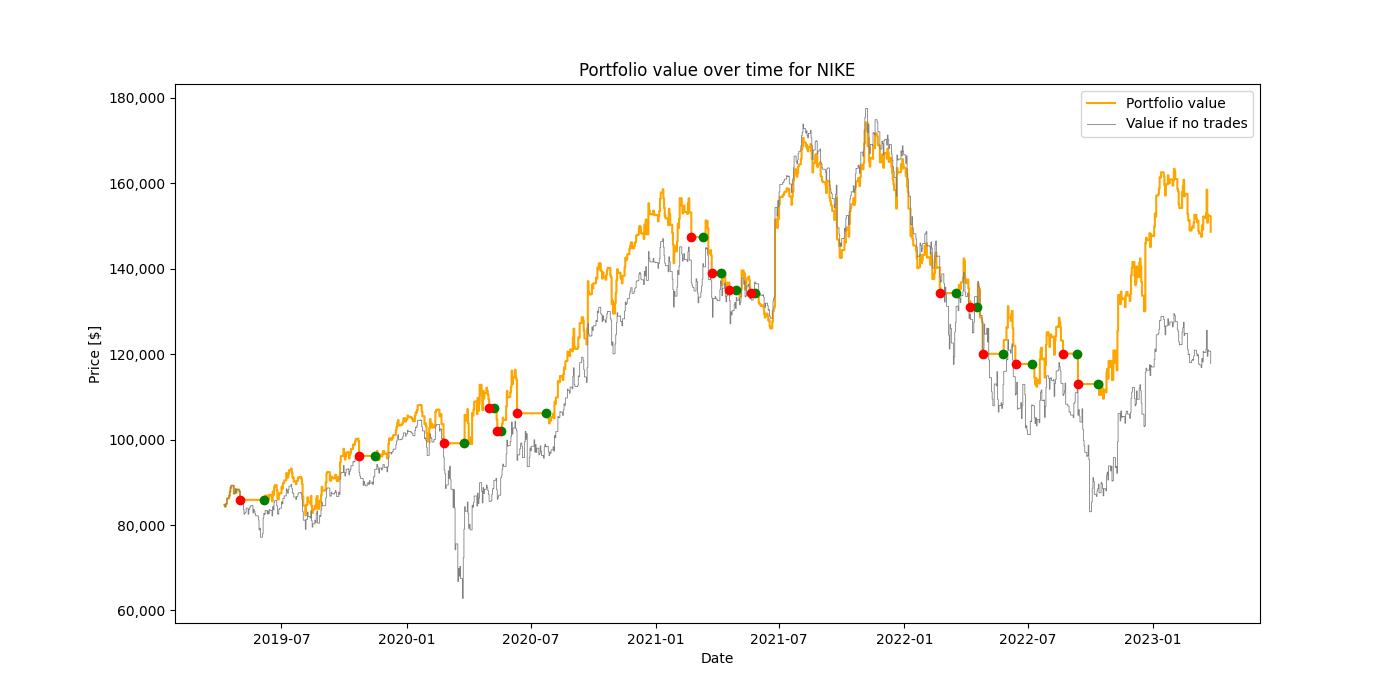 Portfolio value over time for NIKE
Portfolio value
Value if no trades
Price [$]
180,000
160,000
140,000
120,000
100,000
80,000
60,000
2019-07 2020-01 2020-07 2021-01 2021-07 2022-01 2022-07 2023-01
Date